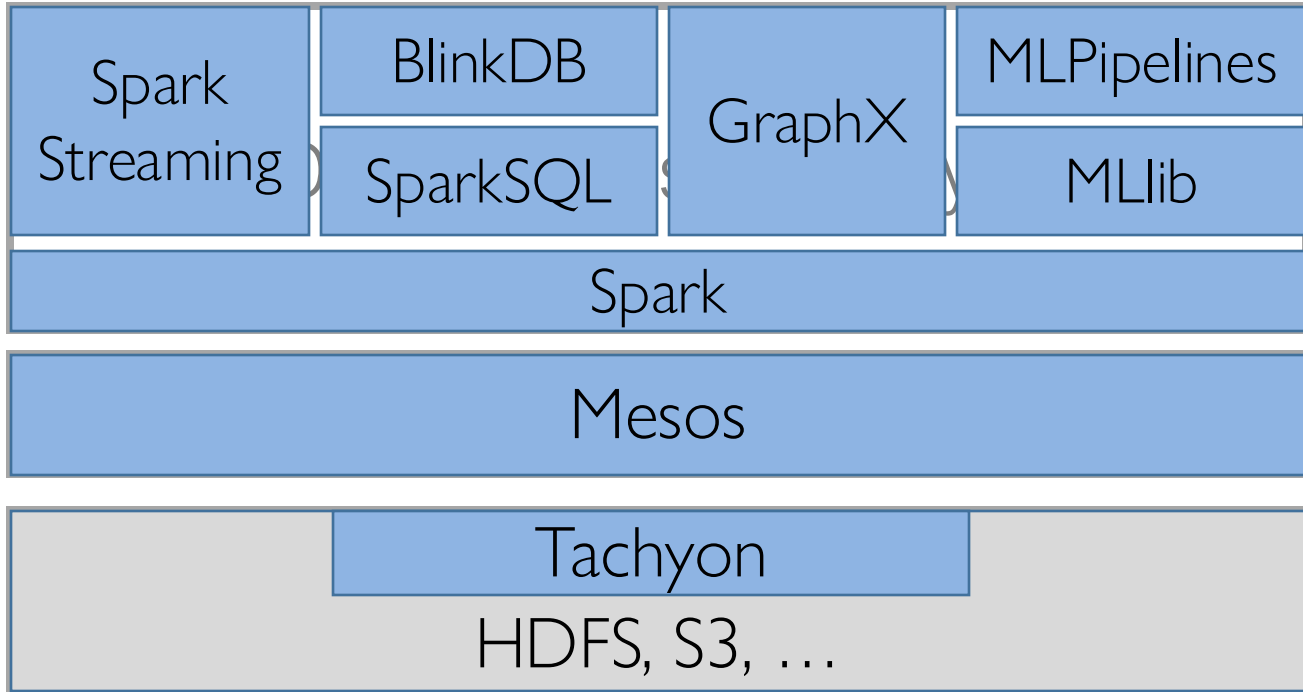 Spark
Streaming
BlinkDB
SparkSQL
GraphX
MLPipelines
MLlib
Spark
Mesos
Tachyon
HDFS, S3, …